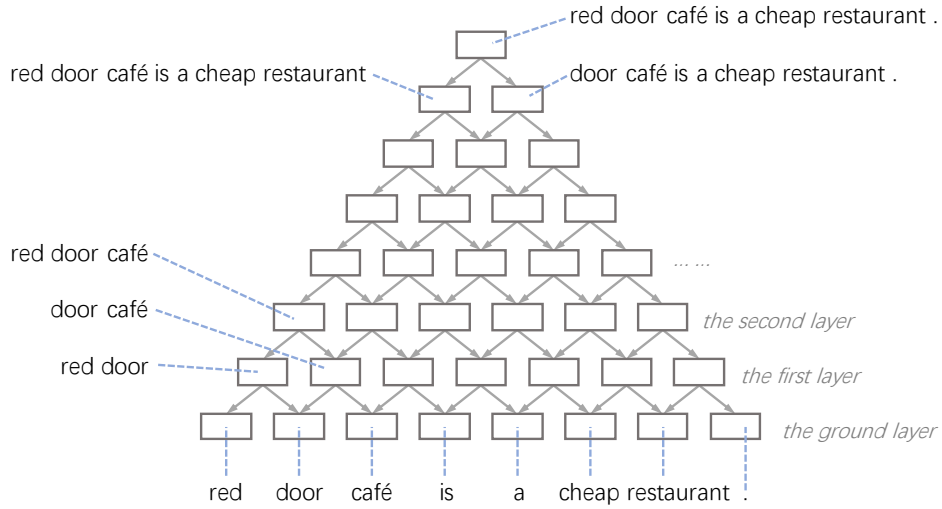 red door café is a cheap restaurant .
red door café is a cheap restaurant
door café is a cheap restaurant .
red door café
... ...
door café
the second layer
red door
the first layer
the ground layer
red door café is a cheap restaurant .